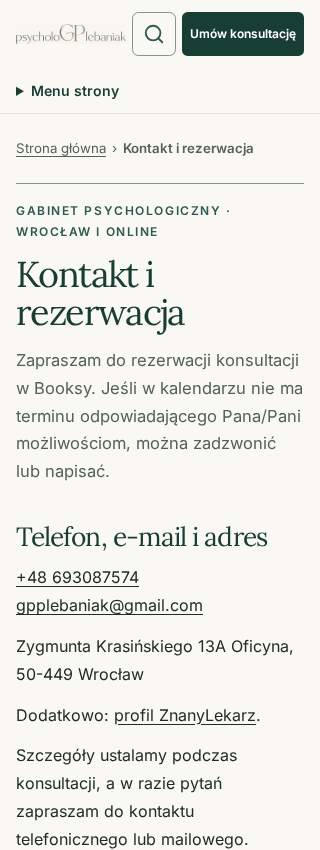 psycholoGPlebaniak
Umów konsultację
▶ Menu strony
Strona główna › Kontakt i rezerwacja
GABINET PSYCHOLOGICZNY ·
WROCŁAW I ONLINE
Kontakt i
rezerwacja
Zapraszam do rezerwacji konsultacji
w Booksy. Jeśli w kalendarzu nie ma
terminu odpowiadającego Pana/Pani
możliwościom, można zadzwonić
lub napisać.
Telefon, e-mail i adres
+48 693087574
gpplebaniak@gmail.com
Zygmunta Krasińskiego 13A Oficyna,
50-449 Wrocław
Dodatkowo: profil ZnanyLekarz.
Szczegóły ustalamy podczas
konsultacji, a w razie pytań
zapraszam do kontaktu
telefonicznego lub mailowego.